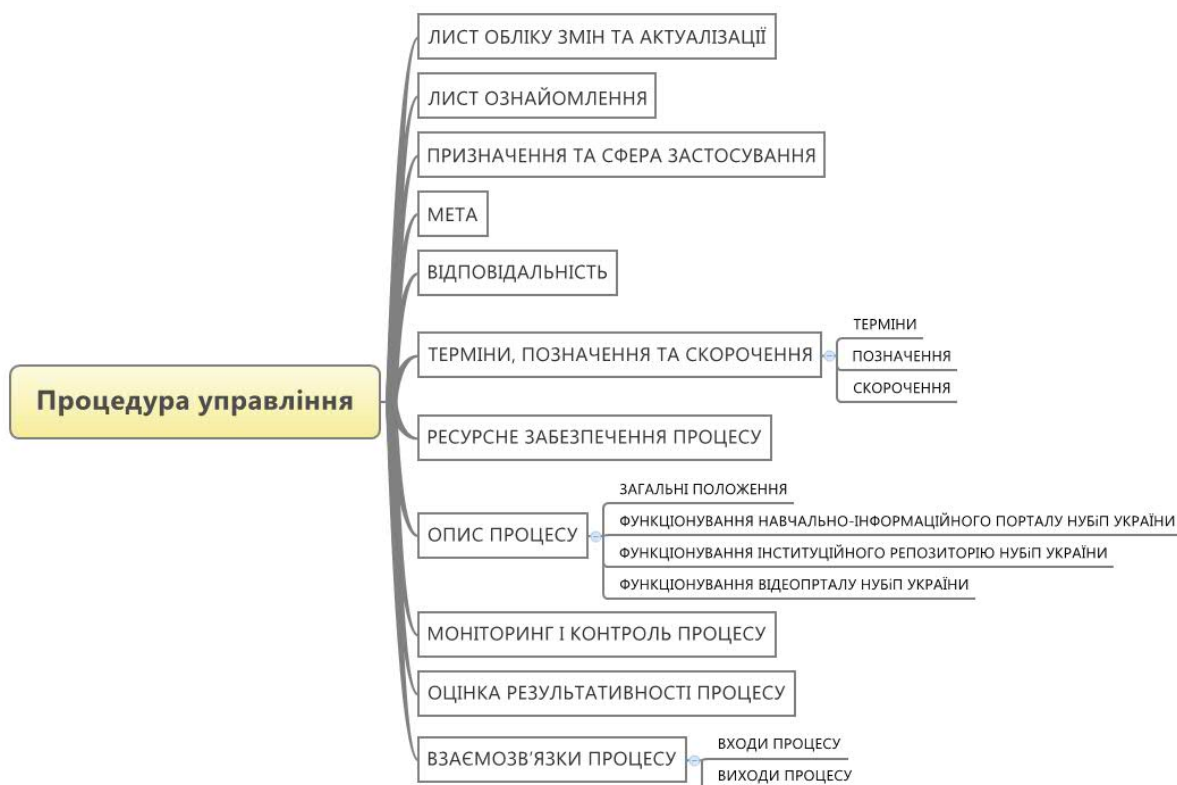 ЛИСТ ОБЛІКУ ЗМІН ТА АКТУАЛІЗАЦІЇ
ЛИСТ ОЗНАЙОМЛЕННЯ
ПРИЗНАЧЕННЯ ТА СФЕРА ЗАСТОСУВАННЯ
МЕТА
ВІДПОВІДАЛЬНІСТЬ
ТЕРМІНИ, ПОЗНАЧЕННЯ ТА СКОРОЧЕННЯ
ТЕРМІНИ
ПОЗНАЧЕННЯ
СКОРОЧЕННЯ
Процедура управління
РЕСУРСНЕ ЗАБЕЗПЕЧЕННЯ ПРОЦЕСУ
ОПИС ПРОЦЕСУ
ЗАГАЛЬНІ ПОЛОЖЕННЯ
ФУНКЦІОНУВАННЯ НАВЧАЛЬНО-ІНФОРМАЦІЙНОГО ПОРТАЛУ НУБіП УКРАЇНИ
ФУНКЦІОНУВАННЯ ІНСТИТУЦІЙНОГО РЕПОЗИТОРІЮ НУБіП УКРАЇНИ
ФУНКЦІОНУВАННЯ ВІДЕОПРТАЛУ НУБіП УКРАЇНИ
МОНІТОРИНГ І КОНТРОЛЬ ПРОЦЕСУ
ОЦІНКА РЕЗУЛЬТАТИВНОСТІ ПРОЦЕСУ
ВЗАЄМОЗВ'ЯЗКИ ПРОЦЕСУ
ВХОДИ ПРОЦЕСУ
ВИХОДИ ПРОЦЕСУ